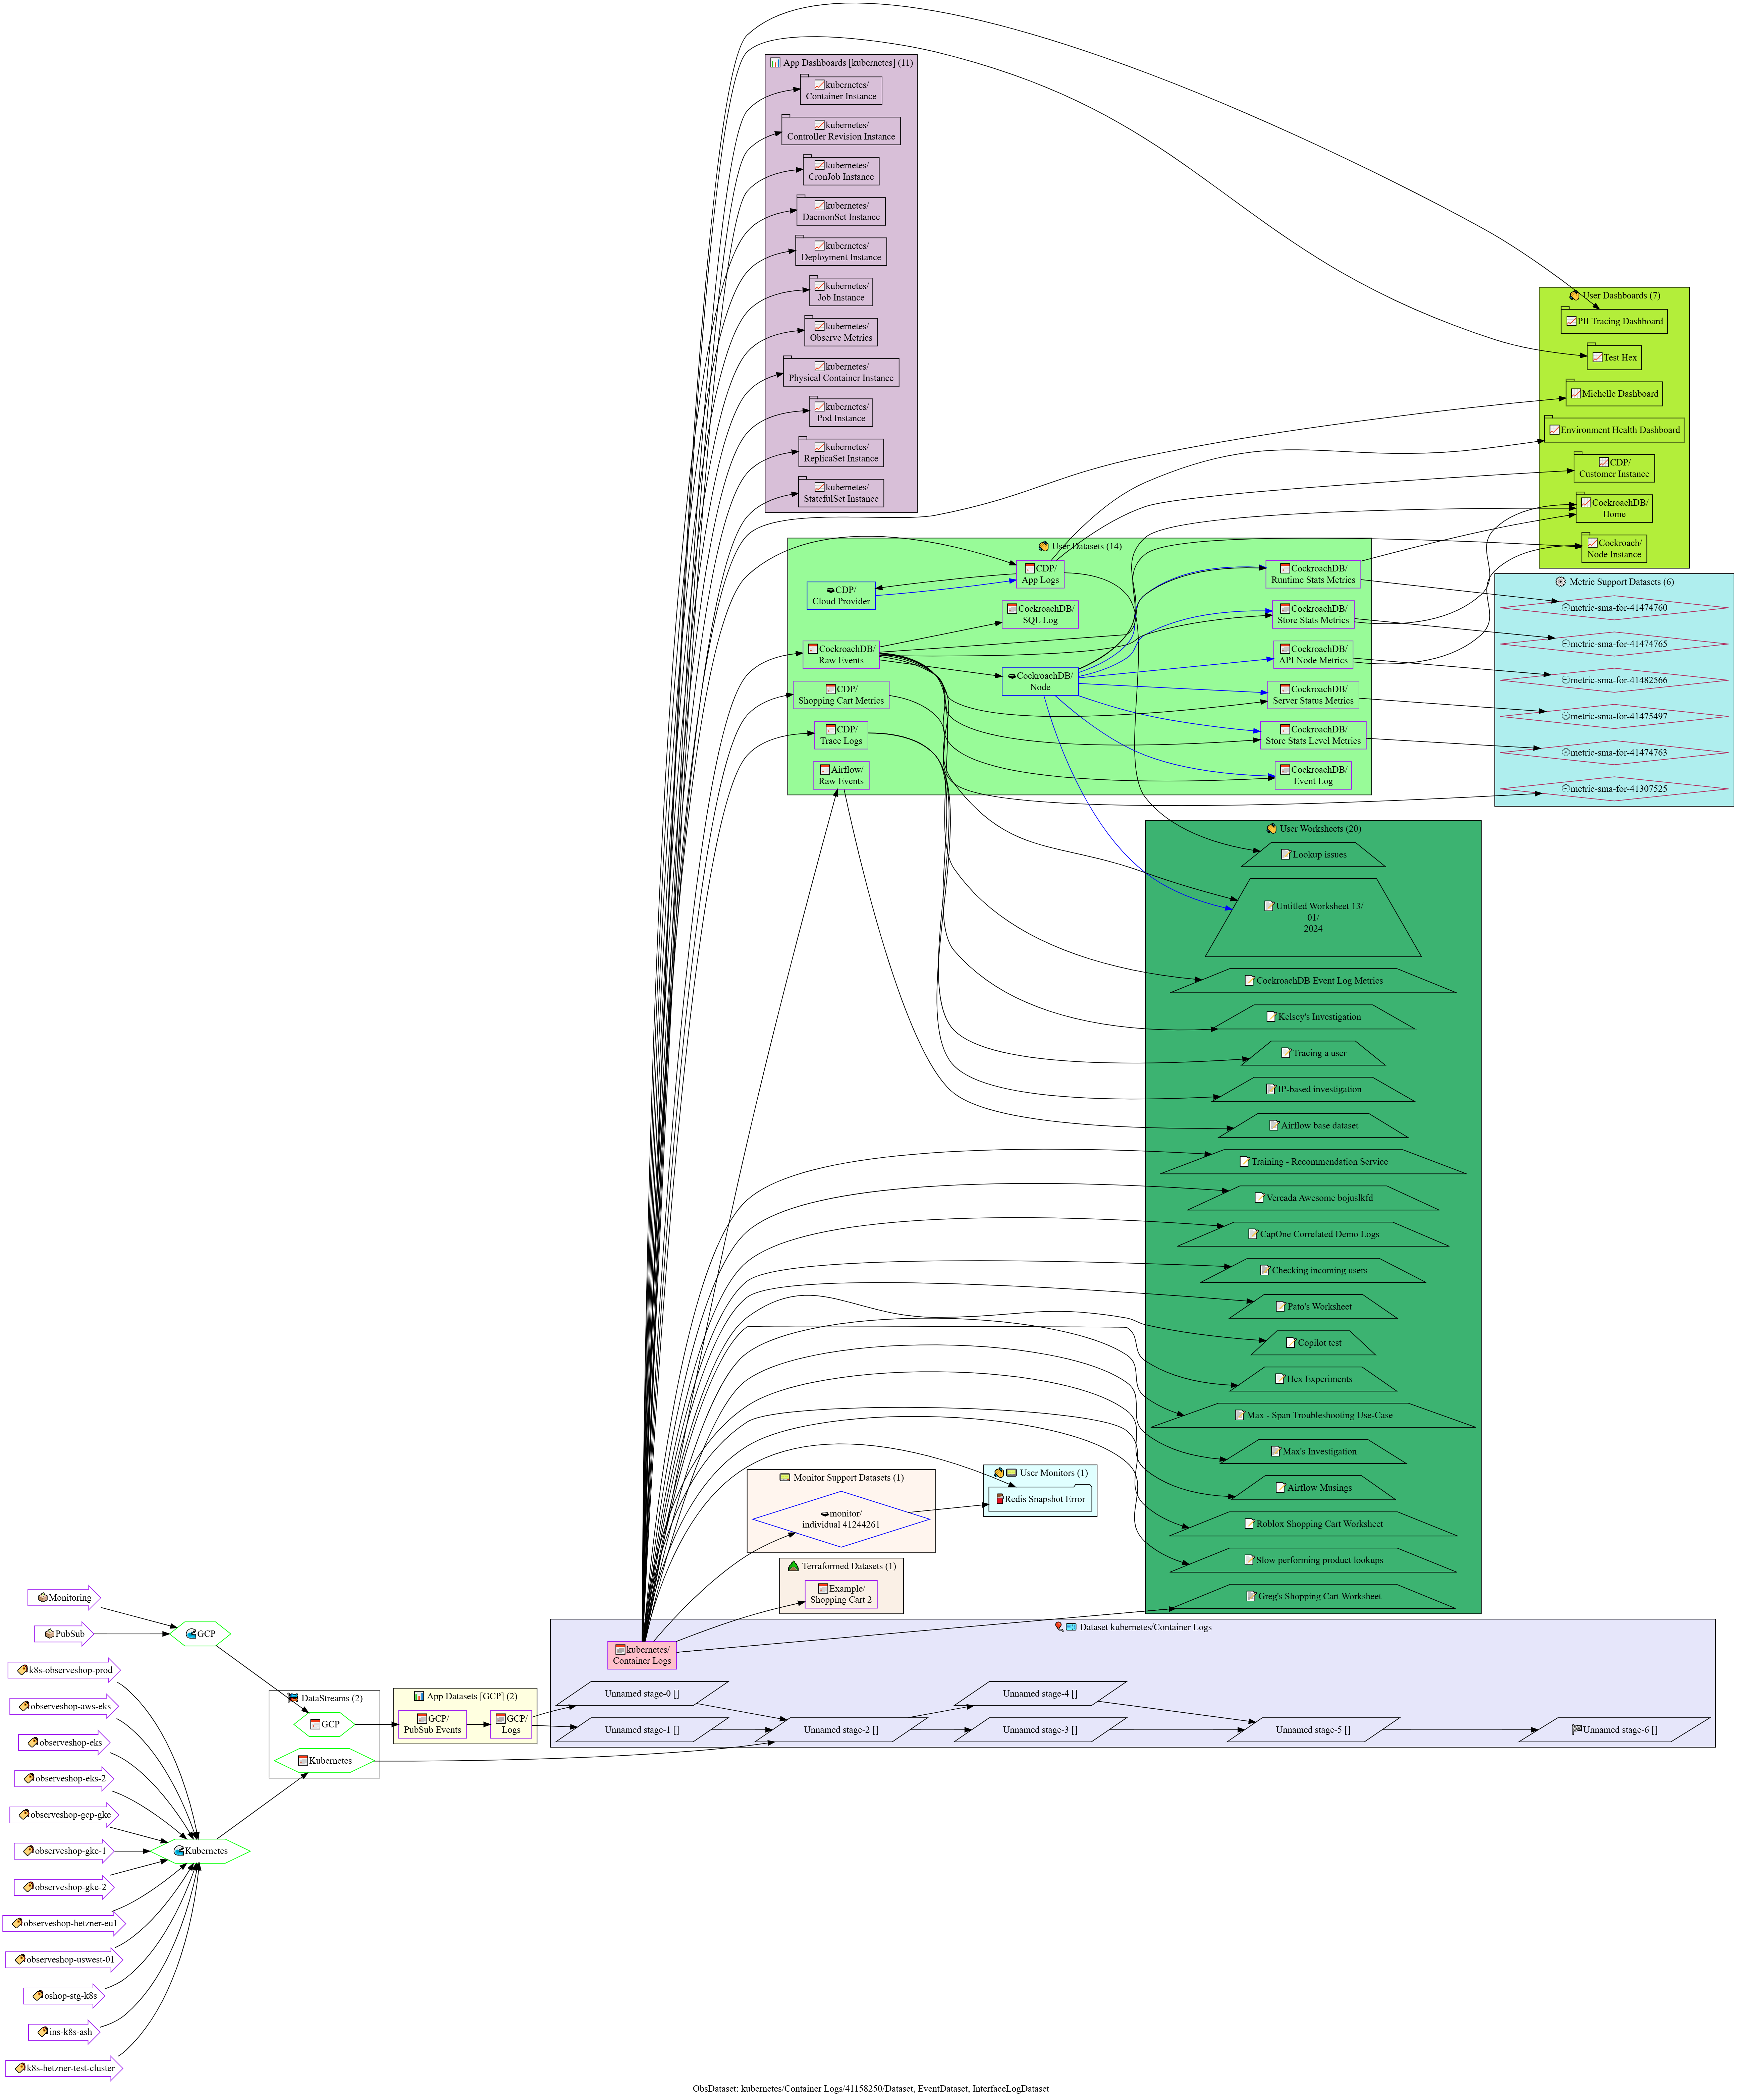 App Dashboards [kubernetes] (11)
kubernetes/
Container Instance
kubernetes/
Controller Revision Instance
kubernetes/
CronJob Instance
kubernetes/
DaemonSet Instance
kubernetes/
Deployment Instance
kubernetes/
Job Instance
kubernetes/
Observe Metrics
kubernetes/
Physical Container Instance
kubernetes/
Pod Instance
kubernetes/
ReplicaSet Instance
kubernetes/
StatefulSet Instance
User Dashboards (7)
PII Tracing Dashboard
Test Hex
Michelle Dashboard
Environment Health Dashboard
CDP/
Customer Instance
CockroachDB/
Home
Cockroach/
Node Instance
User Datasets (14)
CDP/
Cloud Provider
CockroachDB/
Raw Events
CDP/
Shopping Cart Metrics
CDP/
Trace Logs
Airflow/
Raw Events
CDP/
App Logs
CockroachDB/
SQL Log
CockroachDB/
Node
CockroachDB/
Runtime Stats Metrics
CockroachDB/
Store Stats Metrics
CockroachDB/
API Node Metrics
CockroachDB/
Server Status Metrics
CockroachDB/
Store Stats Level Metrics
CockroachDB/
Event Log
Metric Support Datasets (6)
metric-sma-for-41474760
metric-sma-for-41474765
metric-sma-for-41482566
metric-sma-for-41475497
metric-sma-for-41474763
metric-sma-for-41307525
User Worksheets (20)
Lookup issues
Untitled Worksheet 13/
01/
2024
CockroachDB Event Log Metrics
Kelsey's Investigation
Tracing a user
IP-based investigation
Airflow base dataset
Training - Recommendation Service
Vercada Awesome bojuslkfd
CapOne Correlated Demo Logs
Checking incoming users
Pato's Worksheet
Copilot test
Hex Experiments
Max - Span Troubleshooting Use-Case
Max's Investigation
Airflow Musings
Roblox Shopping Cart Worksheet
Slow performing product lookups
Greg's Shopping Cart Worksheet
Monitor Support Datasets (1)
monitor/
individual 41244261
User Monitors (1)
Redis Snapshot Error
Terraformed Datasets (1)
Example/
Shopping Cart 2
Dataset kubernetes/Container Logs
kubernetes/
Container Logs
Unnamed stage-0 []
Unnamed stage-1 []
Unnamed stage-2 []
Unnamed stage-4 []
Unnamed stage-3 []
Unnamed stage-5 []
Unnamed stage-6 []
Monitoring
PubSub
GCP
k8s-observeshop-prod
observeshop-aws-eks
observeshop-eks
observeshop-eks-2
observeshop-gcp-gke
observeshop-gke-1
observeshop-gke-2
observeshop-hetzner-eu1
observeshop-uswest-01
oshop-stg-k8s
ins-k8s-ash
k8s-hetzner-test-cluster
Kubernetes
DataStreams (2)
GCP
Kubernetes
App Datasets [GCP] (2)
GCP/
PubSub Events
GCP/
Logs
ObsDataset: kubernetes/Container Logs/41158250/Dataset, EventDataset, InterfaceLogDataset